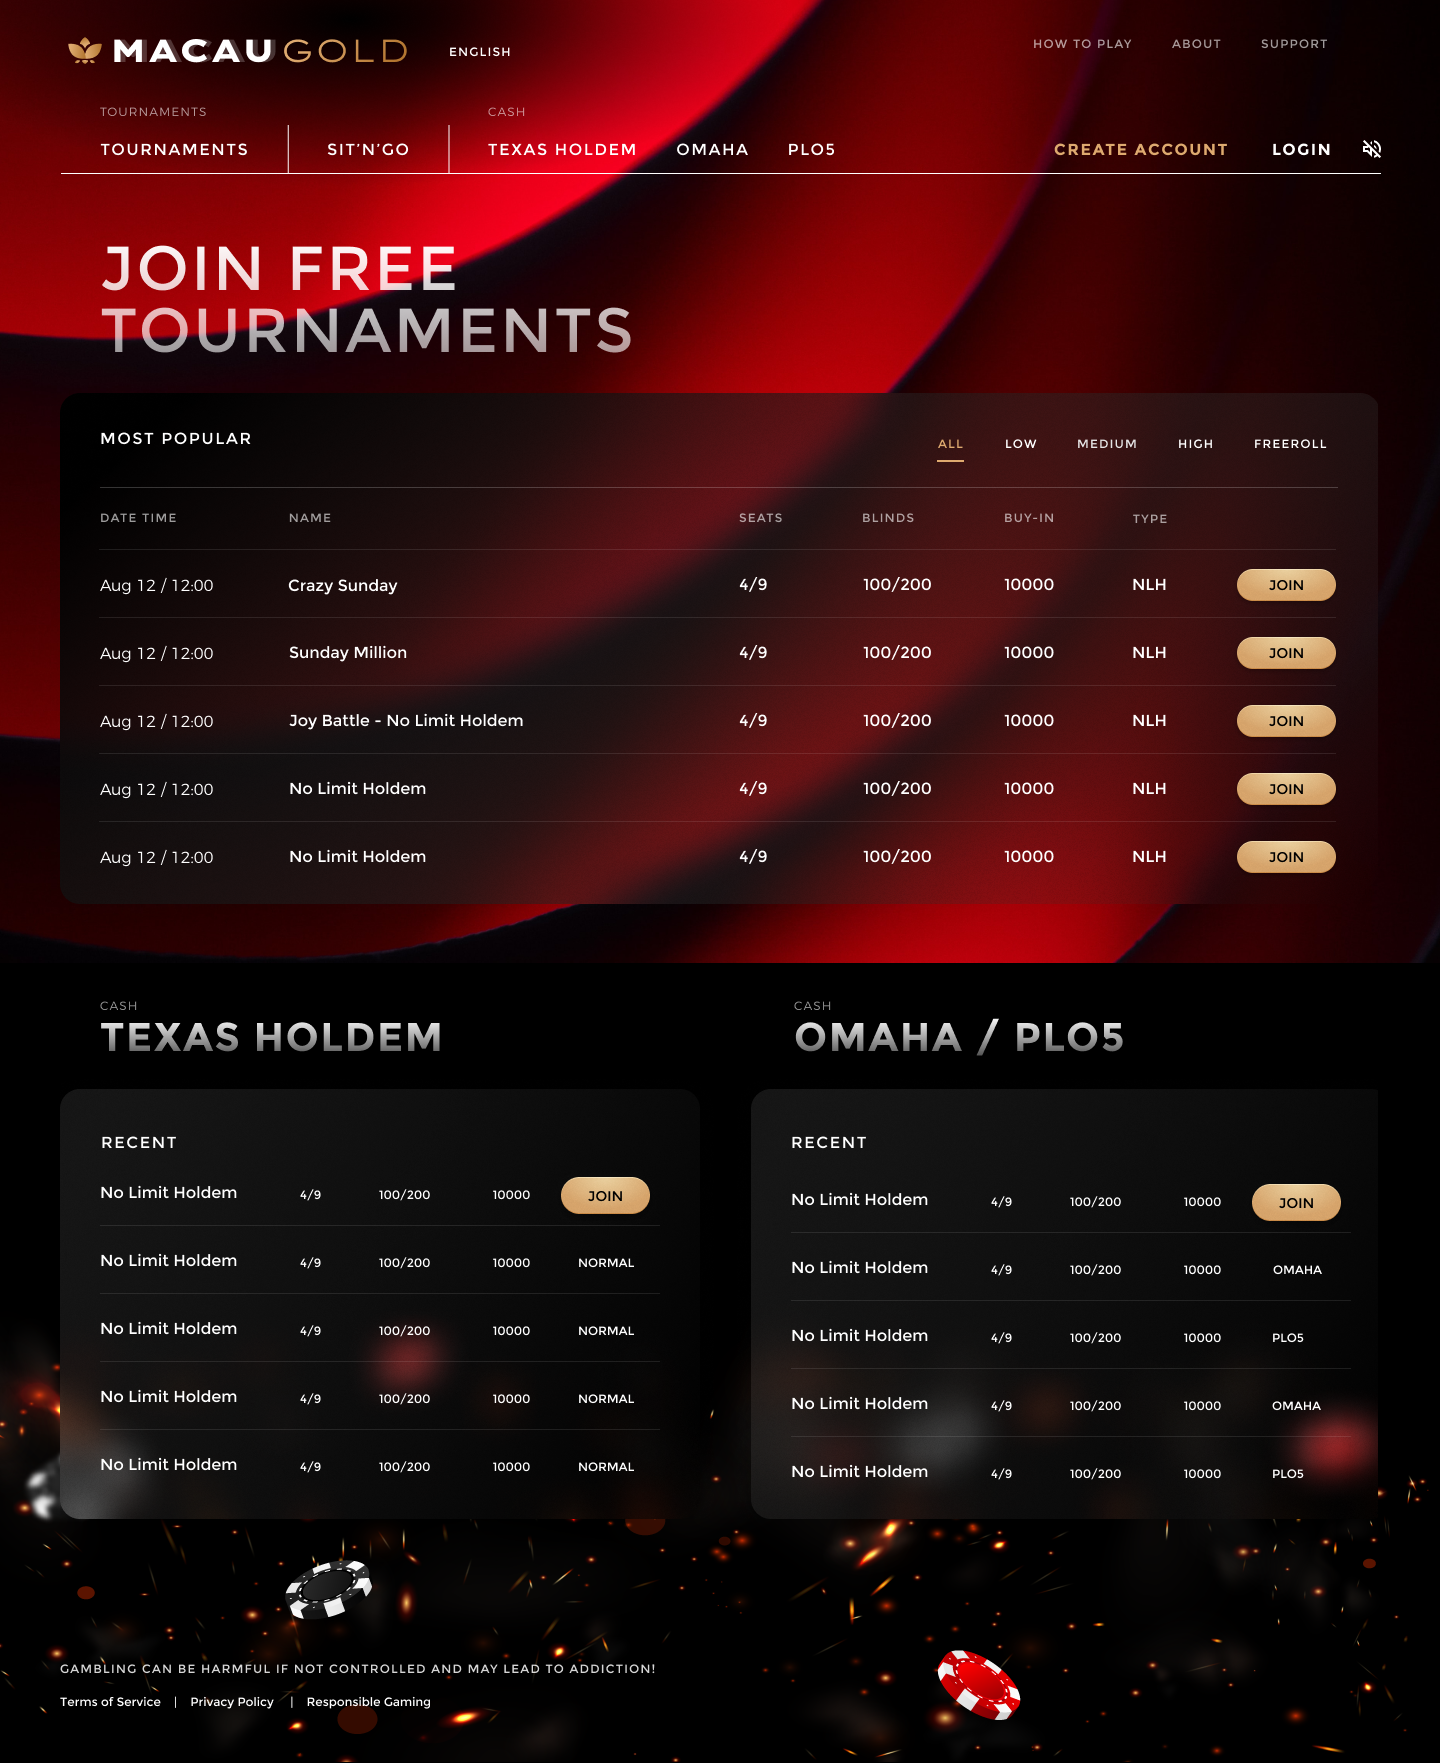 MACAU GOLD
ENGLISH
HOW TO PLAY ABOUT SUPPORT
TOURNAMENTS CASH
TOURNAMENTS SIT'N'GO TEXAS HOLDEM OMAHA PLO5 CREATE ACCOUNT LOGIN
JOIN FREE
TOURNAMENTS
MOST POPULAR ALL LOW MEDIUM HIGH FREEROLL
DATE TIME NAME SEATS BLINDS BUY-IN TYPE
Aug 12 / 12:00 Crazy Sunday 4/9 100/200 10000 NLH JOIN
Aug 12 / 12:00 Sunday Million 4/9 100/200 10000 NLH JOIN
Aug 12 / 12:00 Joy Battle - No Limit Holdem 4/9 100/200 10000 NLH JOIN
Aug 12 / 12:00 No Limit Holdem 4/9 100/200 10000 NLH JOIN
Aug 12 / 12:00 No Limit Holdem 4/9 100/200 10000 NLH JOIN
CASH
TEXAS HOLDEM
RECENT
No Limit Holdem 4/9 100/200 10000 JOIN
No Limit Holdem 4/9 100/200 10000 NORMAL
No Limit Holdem 4/9 100/200 10000 NORMAL
No Limit Holdem 4/9 100/200 10000 NORMAL
No Limit Holdem 4/9 100/200 10000 NORMAL
CASH
OMAHA / PLO5
RECENT
No Limit Holdem 4/9 100/200 10000 JOIN
No Limit Holdem 4/9 100/200 10000 OMAHA
No Limit Holdem 4/9 100/200 10000 PLO5
No Limit Holdem 4/9 100/200 10000 OMAHA
No Limit Holdem 4/9 100/200 10000 PLO5
GAMBLING CAN BE HARMFUL IF NOT CONTROLLED AND MAY LEAD TO ADDICTION!
Terms of Service | Privacy Policy | Responsible Gaming